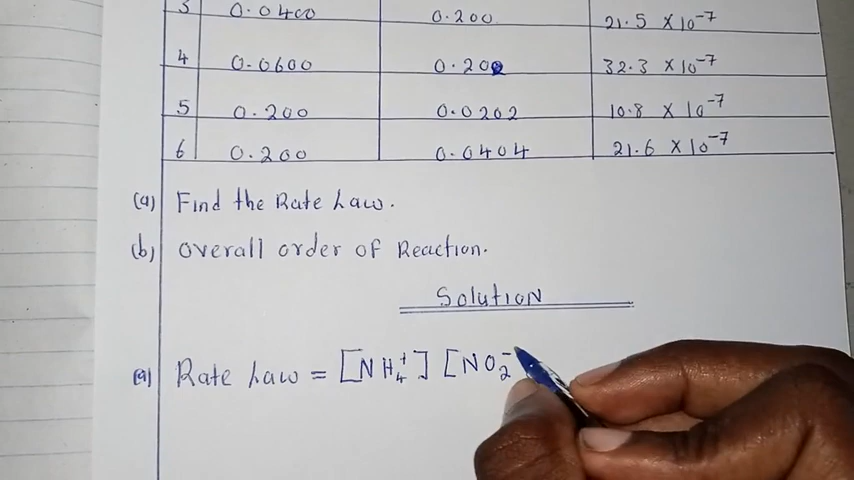 3 0.0400 0.200 21.5 × 10⁻⁷
4 0.0600 0.200 32.3 × 10⁻⁷
5 0.200 0.0202 10.8 × 10⁻⁷
6 0.200 0.0404 21.6 × 10⁻⁷
(a) Find the Rate Law.
(b) Overall order of Reaction.
Solution
(a) Rate Law = [NH₄⁺] [NO₂⁻